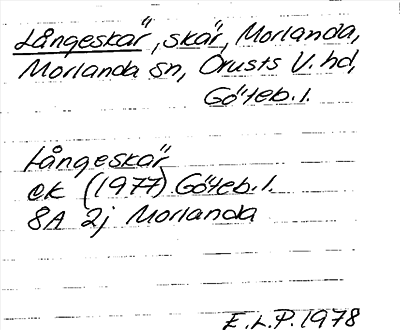 Långeskär, skär, Morlanda,
Morlanda sn, Orusts V. hd,
Göteb. l.
Långeskär
ek (1977) Göteb. l.
8A 2j Morlanda
E.L.P. 1978